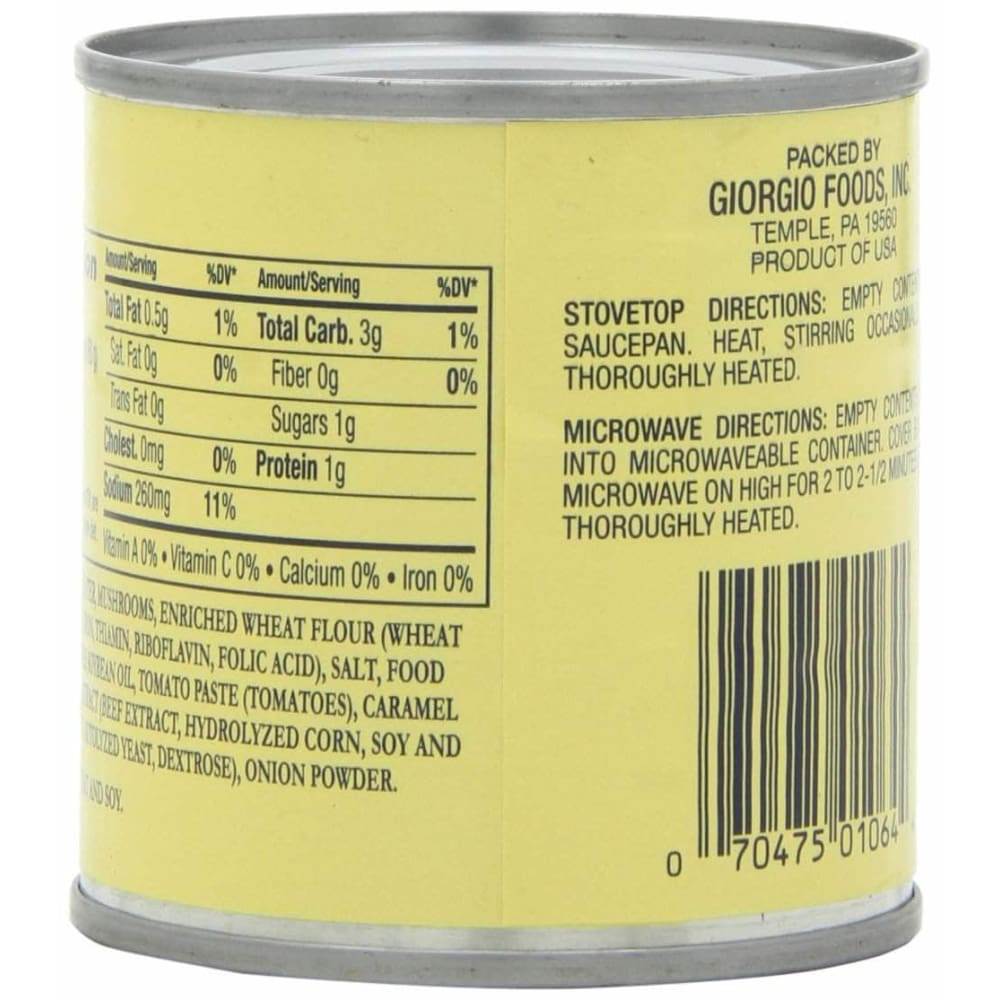 on
Amount/Serving %DV* Amount/Serving %DV*
Total Fat 0.5g 1% Total Carb. 3g 1%
Sat. Fat 0g 0% Fiber 0g 0%
Trans Fat 0g Sugars 1g
Cholest. 0mg 0% Protein 1g
Sodium 260mg 11%
Vitamin A 0% • Vitamin C 0% • Calcium 0% • Iron 0%
MUSHROOMS, ENRICHED WHEAT FLOUR (WHEAT
THIAMIN, RIBOFLAVIN, FOLIC ACID), SALT, FOOD
SOYBEAN OIL, TOMATO PASTE (TOMATOES), CARAMEL
(BEEF EXTRACT, HYDROLYZED CORN, SOY AND
YEAST, DEXTROSE), ONION POWDER.
AND SOY.
PACKED BY
GIORGIO FOODS, INC.
TEMPLE, PA 19560
PRODUCT OF USA
STOVETOP DIRECTIONS: EMPTY
SAUCEPAN. HEAT, STIRRING
THOROUGHLY HEATED.
MICROWAVE DIRECTIONS: EMPTY
INTO MICROWAVEABLE CONTAINER. COVER
MICROWAVE ON HIGH FOR 2 TO 2-1/2
THOROUGHLY HEATED.
0 70475 01064